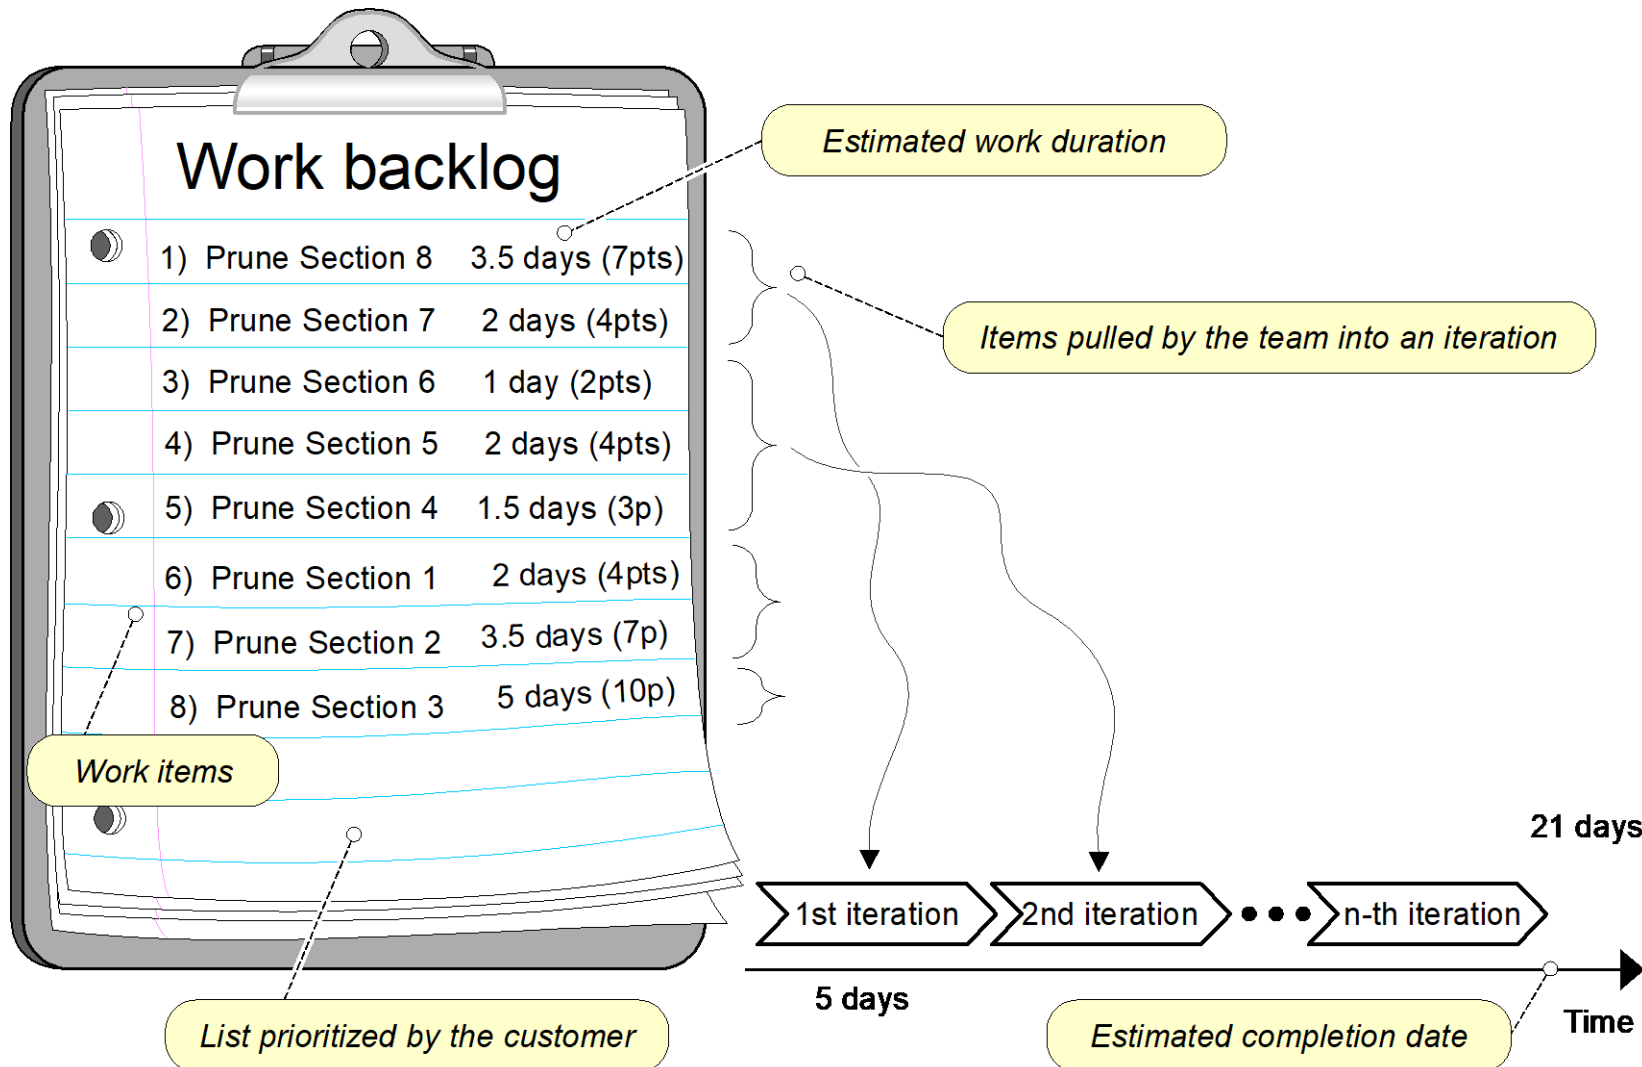 Work backlog
Estimated work duration
1) Prune Section 8 3.5 days (7pts)
2) Prune Section 7 2 days (4pts)
Items pulled by the team into an iteration
3) Prune Section 6 1 day (2pts)
4) Prune Section 5 2 days (4pts)
5) Prune Section 4 1.5 days (3p)
6) Prune Section 1 2 days (4pts)
7) Prune Section 2 3.5 days (7p)
8) Prune Section 3 5 days (10p)
Work items
21 days
1st iteration
2nd iteration
n-th iteration
5 days
Time
List prioritized by the customer
Estimated completion date